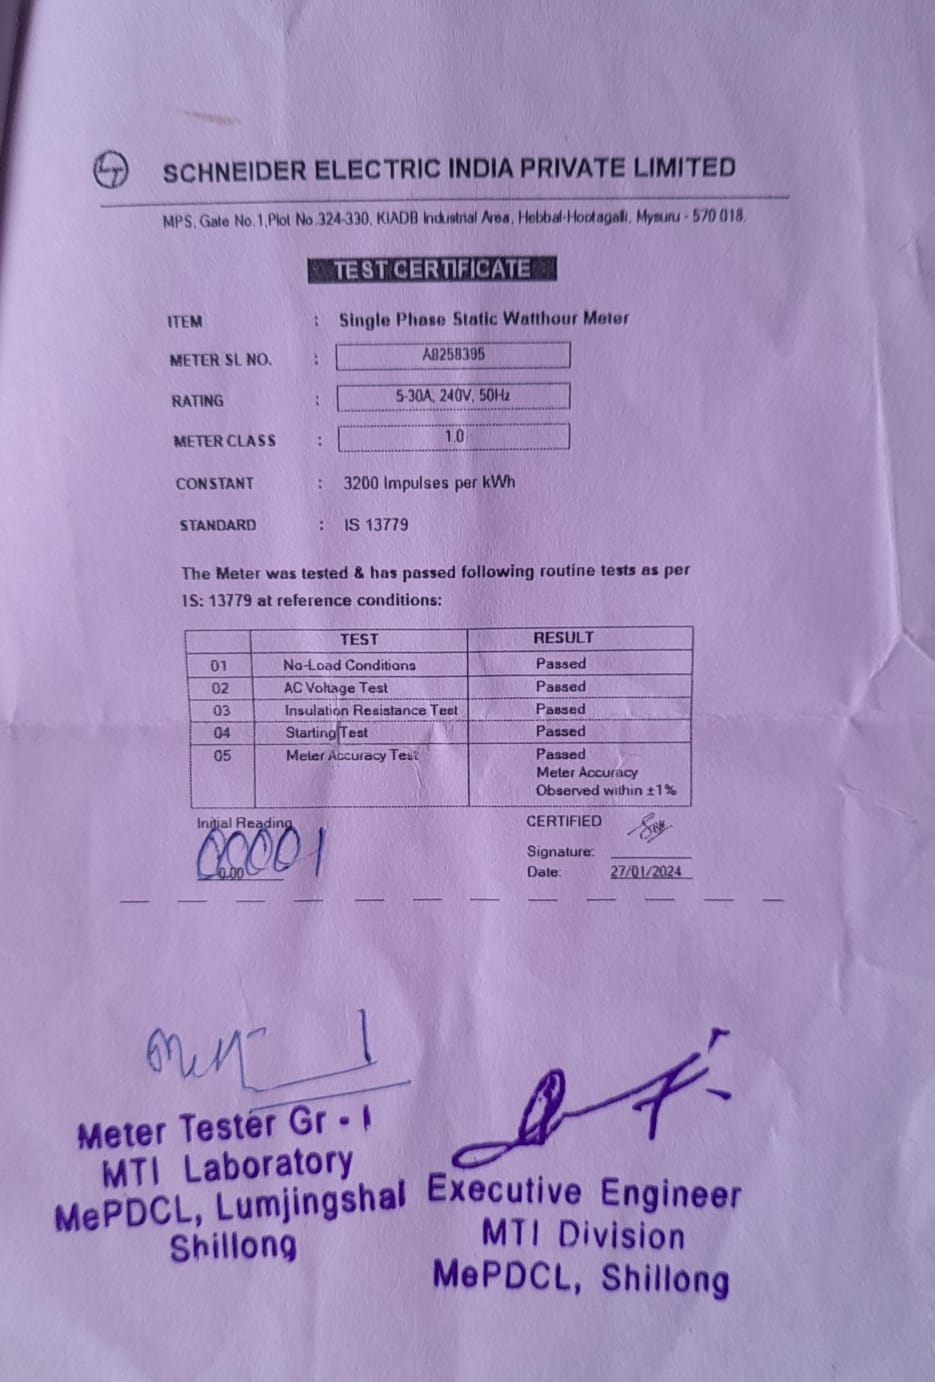 SCHNEIDER ELECTRIC INDIA PRIVATE LIMITED
MPS, Gate No.1,Plot No.324-330, KIADB Industrial Area, Hebbal-Hootagalli, Mysuru - 570 018.
TEST CERTIFICATE
ITEM : Single Phase Static Watthour Meter
METER SL NO. : AB258395
RATING : 5-30A, 240V, 50Hz
METER CLASS : 1.0
CONSTANT : 3200 Impulses per kWh
STANDARD : IS 13779
The Meter was tested & has passed following routine tests as per
IS: 13779 at reference conditions:
TEST RESULT
01 No-Load Conditions Passed
02 AC Voltage Test Passed
03 Insulation Resistance Test Passed
04 Starting Test Passed
05 Meter Accuracy Test Passed
Meter Accuracy
Observed within ±1%
Initial Reading
00001
0.00
CERTIFIED
Signature:
Date: 27/01/2024
Meter Tester Gr - I
MTI Laboratory
MePDCL, Lumjingshai
Shillong
Executive Engineer
MTI Division
MePDCL, Shillong